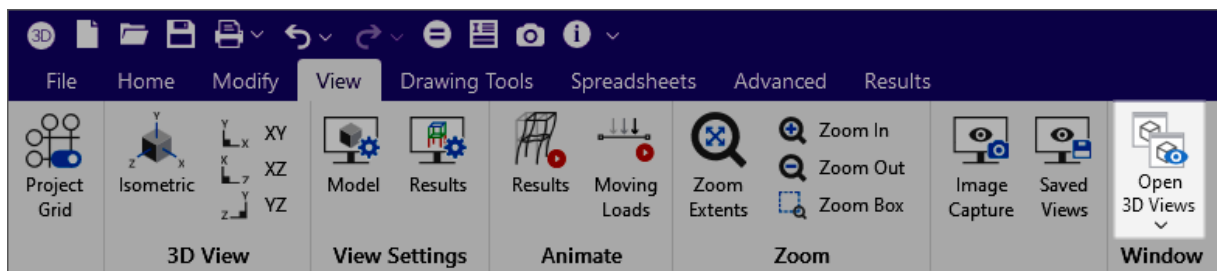 3D
File Home Modify View Drawing Tools Spreadsheets Advanced Results
Project Grid
Y
Z X
Isometric
Y X XY
X Z XZ
Y Z YZ
3D View
Model
Results
View Settings
Results
Moving Loads
Animate
Zoom Extents
Zoom In
Zoom Out
Zoom Box
Zoom
Image Capture
Saved Views
Open 3D Views
Window